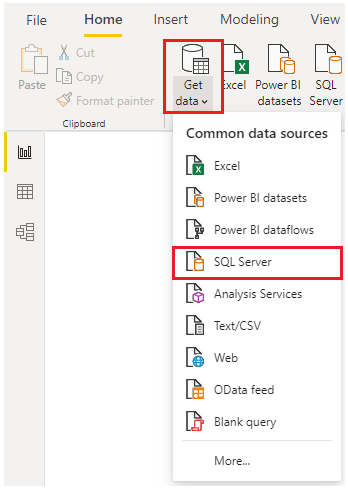 File
Home
Insert
Modeling
View
Paste
Cut
Copy
Format painter
Clipboard
Get
data
Excel
Power BI
datasets
SQL
Server
Common data sources
Excel
Power BI datasets
Power BI dataflows
SQL Server
Analysis Services
Text/CSV
Web
OData feed
Blank query
More...